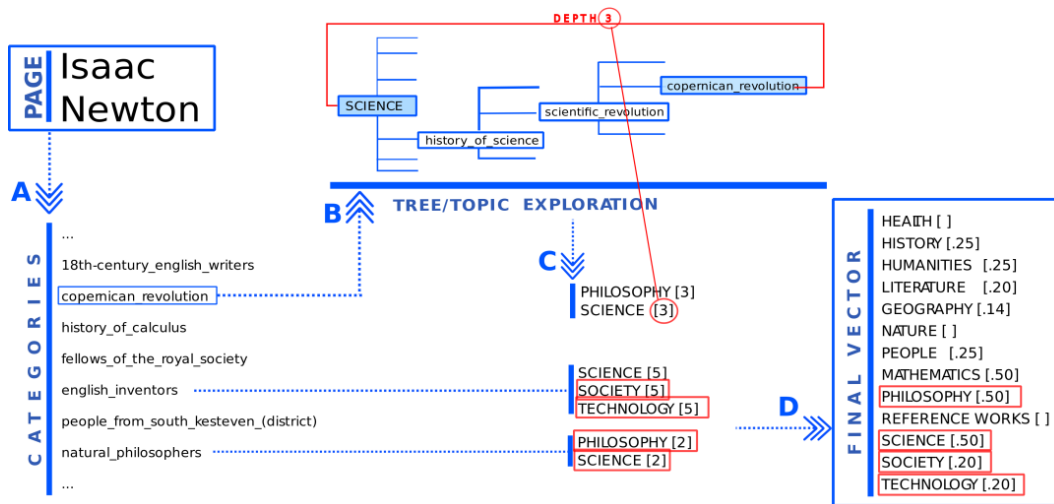 DEPTH 3
PAGE
Isaac
Newton
SCIENCE
history_of_science
scientific_revolution
copernican_revolution
A
B
TREE/TOPIC EXPLORATION
C
CATEGORIES
...
18th-century_english_writers
copernican_revolution
history_of_calculus
fellows_of_the_royal_society
english_inventors
people_from_south_kesteven_(district)
natural_philosophers
...
PHILOSOPHY [3]
SCIENCE [3]
SCIENCE [5]
SOCIETY [5]
TECHNOLOGY [5]
PHILOSOPHY [2]
SCIENCE [2]
D
FINAL VECTOR
HEALTH [ ]
HISTORY [.25]
HUMANITIES [.25]
LITERATURE [.20]
GEOGRAPHY [.14]
NATURE [ ]
PEOPLE [.25]
MATHEMATICS [.50]
PHILOSOPHY [.50]
REFERENCE WORKS [ ]
SCIENCE [.50]
SOCIETY [.20]
TECHNOLOGY [.20]